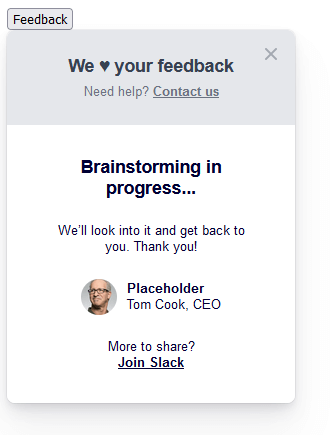 Feedback
We ♥ your feedback
Need help? Contact us
Brainstorming in
progress...
We'll look into it and get back to
you. Thank you!
Placeholder
Tom Cook, CEO
More to share?
Join Slack